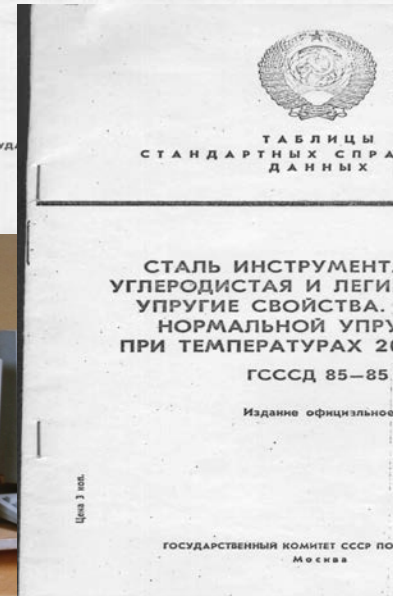 ТАБЛИЦЫ
СТАНДАРТНЫХ СПРА
ДАННЫХ
СТАЛЬ ИНСТРУМЕНТ
УГЛЕРОДИСТАЯ И ЛЕГИ
УПРУГИЕ СВОЙСТВА.
НОРМАЛЬНОЙ УПРУ
ПРИ ТЕМПЕРАТУРАХ 20
ГСССД 85—85
Издание официальное
Цена 3 коп.
ГОСУДАРСТВЕННЫЙ КОМИТЕТ СССР ПО
Москва